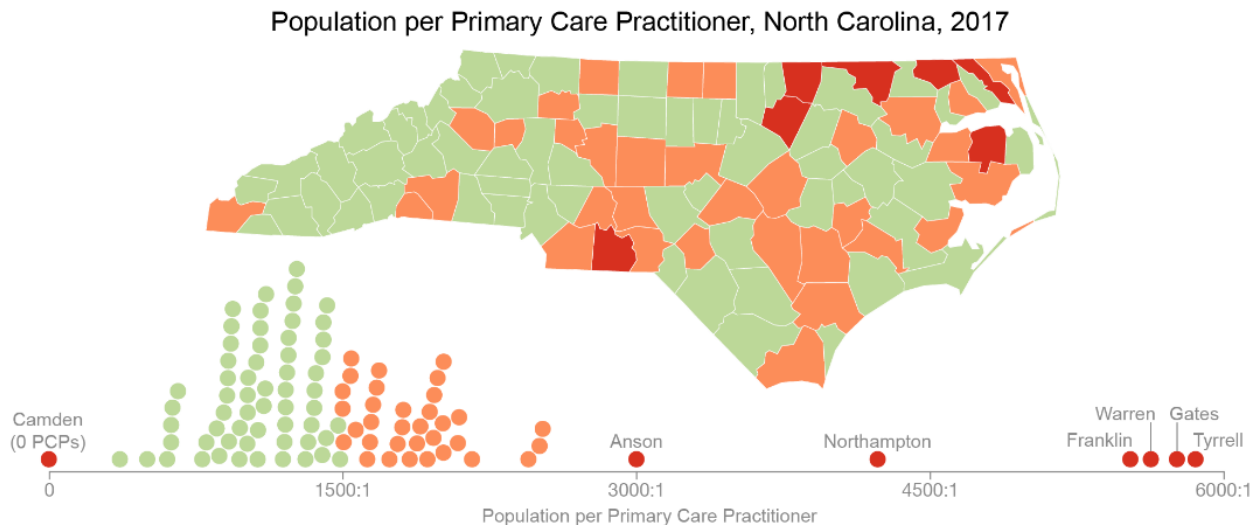 Population per Primary Care Practitioner, North Carolina, 2017
Camden
(0 PCPs)
Anson
Northampton
Warren
Gates
Franklin
Tyrrell
0
1500:1
3000:1
4500:1
6000:1
Population per Primary Care Practitioner